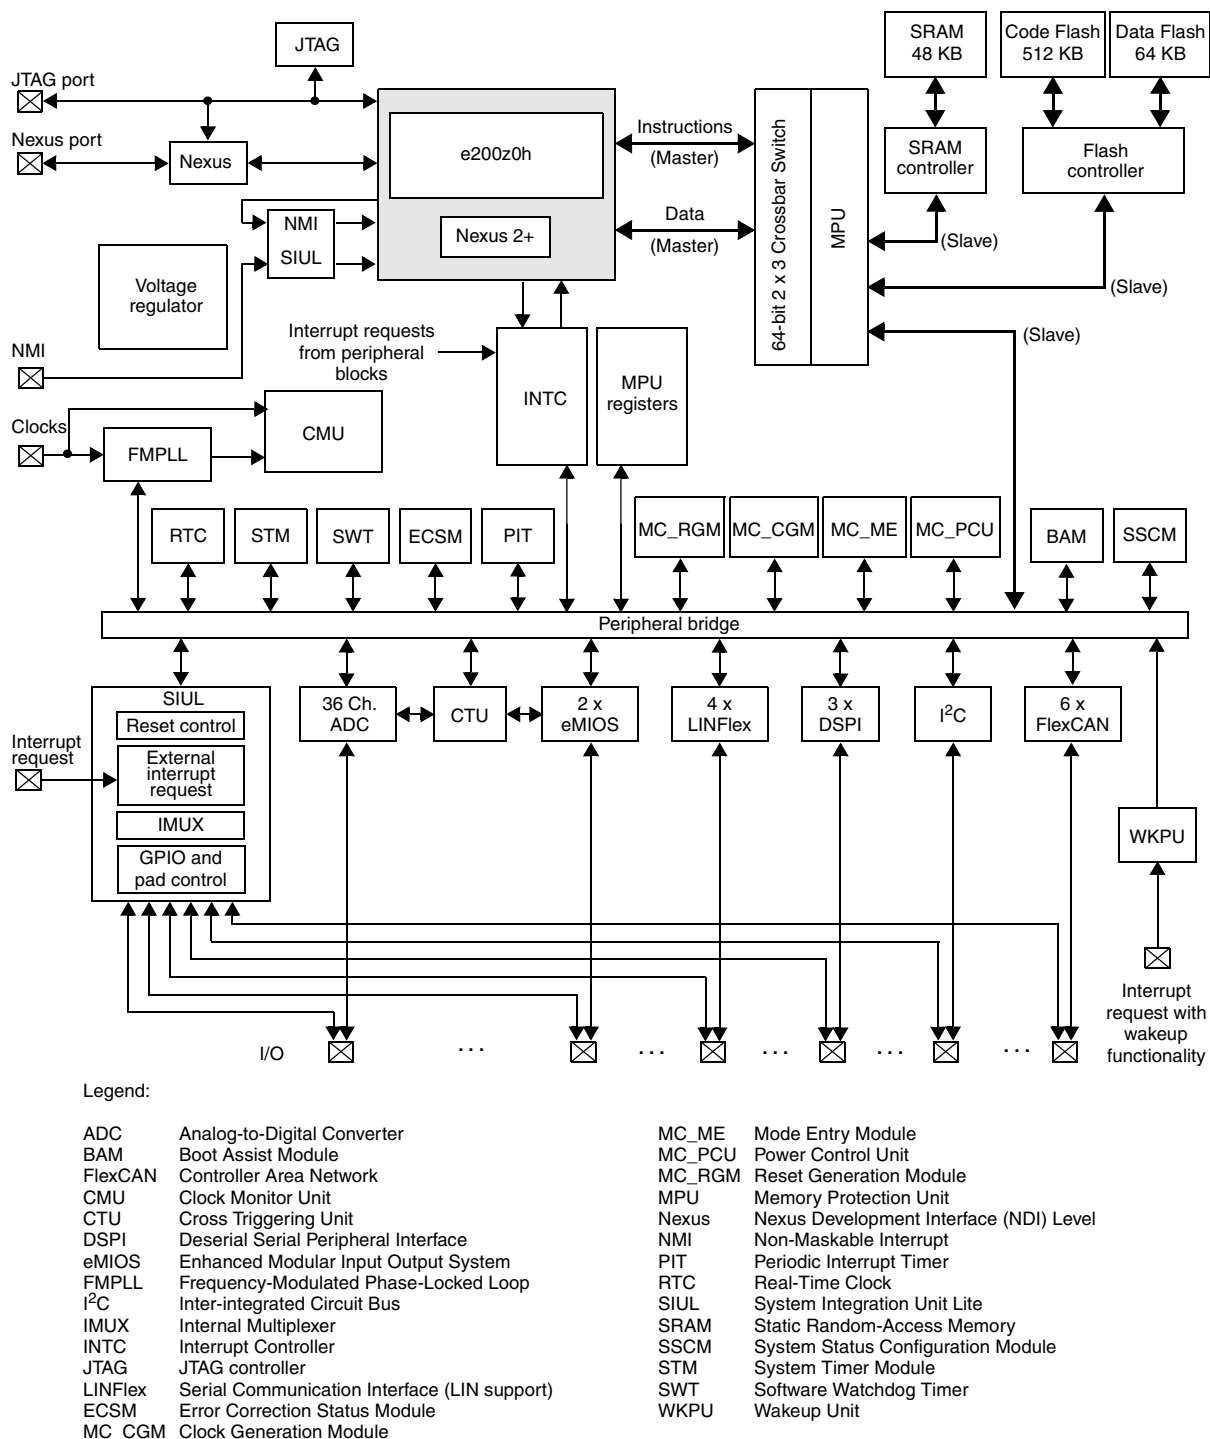 JTAG
SRAM
48 KB
Code Flash
512 KB
Data Flash
64 KB
JTAG port
Nexus port
Nexus
e200z0h
Nexus 2+
NMI
SIUL
Instructions
(Master)
Data
(Master)
64-bit 2 x 3 Crossbar Switch
MPU
SRAM
controller
Flash
controller
(Slave)
(Slave)
(Slave)
Voltage
regulator
NMI
Interrupt requests
from peripheral
blocks
INTC
MPU
registers
Clocks
FMPLL
CMU
RTC
STM
SWT
ECSM
PIT
MC_RGM
MC_CGM
MC_ME
MC_PCU
BAM
SSCM
Peripheral bridge
SIUL
Reset control
External
interrupt
request
IMUX
GPIO and
pad control
Interrupt
request
36 Ch.
ADC
CTU
2 x
eMIOS
4 x
LINFlex
3 x
DSPI
I2C
6 x
FlexCAN
WKPU
I/O
. . .
. . .
. . .
. . .
. . .
Interrupt
request with
wakeup
functionality
Legend:
ADC Analog-to-Digital Converter
BAM Boot Assist Module
FlexCAN Controller Area Network
CMU Clock Monitor Unit
CTU Cross Triggering Unit
DSPI Deserial Serial Peripheral Interface
eMIOS Enhanced Modular Input Output System
FMPLL Frequency-Modulated Phase-Locked Loop
I2C Inter-integrated Circuit Bus
IMUX Internal Multiplexer
INTC Interrupt Controller
JTAG JTAG controller
LINFlex Serial Communication Interface (LIN support)
ECSM Error Correction Status Module
MC_CGM Clock Generation Module
MC_ME Mode Entry Module
MC_PCU Power Control Unit
MC_RGM Reset Generation Module
MPU Memory Protection Unit
Nexus Nexus Development Interface (NDI) Level
NMI Non-Maskable Interrupt
PIT Periodic Interrupt Timer
RTC Real-Time Clock
SIUL System Integration Unit Lite
SRAM Static Random-Access Memory
SSCM System Status Configuration Module
STM System Timer Module
SWT Software Watchdog Timer
WKPU Wakeup Unit